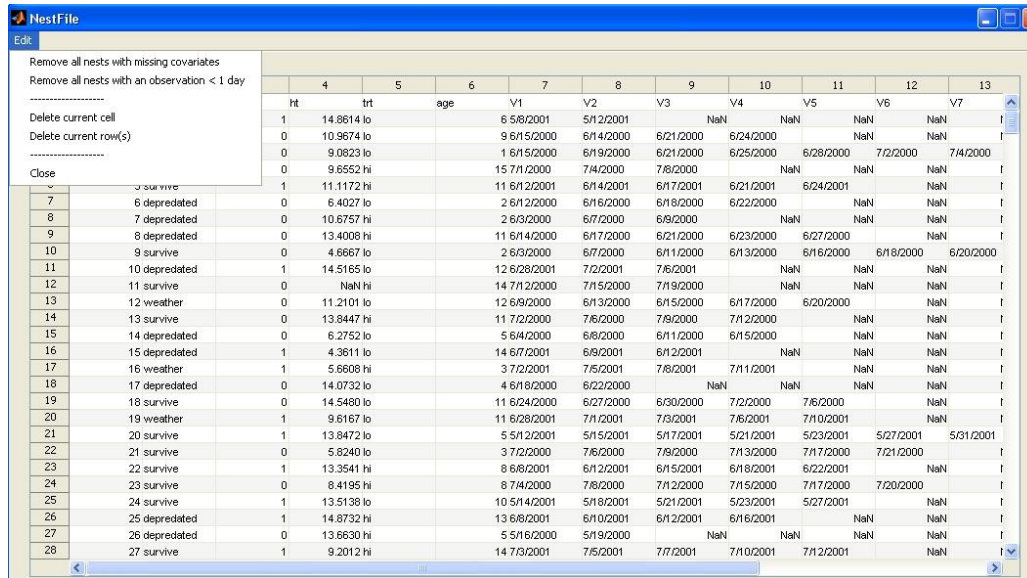 NestFile
Edit
Remove all nests with missing covariates
Remove all nests with an observation < 1 day
------------------
Delete current cell
Delete current row(s)
------------------
Close
4 5 6 7 8 9 10 11 12 13
ht trt age V1 V2 V3 V4 V5 V6 V7
1 14.8614 lo 6 5/8/2001 5/12/2001 NaN NaN NaN NaN
0 10.9674 lo 9 6/15/2000 6/14/2000 6/21/2000 6/24/2000 NaN NaN
0 9.0823 lo 1 6/15/2000 6/19/2000 6/21/2000 6/25/2000 6/28/2000 7/2/2000 7/4/2000
0 9.6552 hi 15 7/1/2000 7/4/2000 7/8/2000 NaN NaN NaN
1 11.1172 lo 11 6/12/2001 6/14/2001 6/17/2001 6/21/2001 6/24/2001 NaN
7 6 depredated 0 6.4027 lo 2 6/12/2000 6/16/2000 6/18/2000 6/22/2000 NaN NaN
8 7 depredated 0 10.6757 hi 2 6/3/2000 6/7/2000 6/9/2000 NaN NaN NaN
9 8 depredated 0 13.4008 hi 11 6/14/2000 6/17/2000 6/21/2000 6/23/2000 6/27/2000 NaN
10 9 survive 0 4.6667 lo 2 6/3/2000 6/7/2000 6/11/2000 6/13/2000 6/16/2000 6/18/2000 6/20/2000
11 10 depredated 1 14.5165 lo 12 6/28/2001 7/2/2001 7/6/2001 NaN NaN NaN
12 11 survive 0 NaN hi 14 7/12/2000 7/15/2000 7/19/2000 NaN NaN NaN
13 12 weather 0 11.2101 lo 12 6/9/2000 6/13/2000 6/15/2000 6/17/2000 6/20/2000 NaN
14 13 survive 0 13.8447 hi 11 7/2/2000 7/6/2000 7/9/2000 7/12/2000 NaN NaN
15 14 depredated 0 6.2752 lo 5 6/4/2000 6/8/2000 6/11/2000 6/15/2000 NaN NaN
16 15 depredated 1 4.3611 lo 14 6/7/2001 6/9/2001 6/12/2001 NaN NaN NaN
17 16 weather 1 5.6608 hi 3 7/2/2001 7/5/2001 7/8/2001 7/11/2001 NaN NaN
18 17 depredated 0 14.0732 lo 4 6/18/2000 6/22/2000 NaN NaN NaN NaN
19 18 survive 0 14.5480 lo 11 6/24/2000 6/27/2000 6/30/2000 7/2/2000 7/6/2000 NaN
20 19 weather 1 9.6167 lo 11 6/28/2001 7/1/2001 7/3/2001 7/6/2001 7/10/2001 NaN
21 20 survive 1 13.8472 lo 5 5/12/2001 5/15/2001 5/17/2001 5/21/2001 5/23/2001 5/27/2001 5/31/2001
22 21 survive 0 5.8240 lo 3 7/2/2000 7/6/2000 7/9/2000 7/13/2000 7/17/2000 7/21/2000
23 22 survive 1 13.3541 hi 8 6/8/2001 6/12/2001 6/15/2001 6/18/2001 6/22/2001 NaN
24 23 survive 0 8.4195 hi 8 7/4/2000 7/8/2000 7/12/2000 7/15/2000 7/17/2000 7/20/2000
25 24 survive 1 13.5138 lo 10 5/14/2001 5/18/2001 5/21/2001 5/23/2001 5/27/2001 NaN
26 25 depredated 1 14.8732 hi 13 6/8/2001 6/10/2001 6/12/2001 6/16/2001 NaN NaN
27 26 depredated 0 13.6630 hi 5 5/16/2000 5/19/2000 NaN NaN NaN NaN
28 27 survive 1 9.2012 hi 14 7/3/2001 7/5/2001 7/7/2001 7/10/2001 7/12/2001 NaN